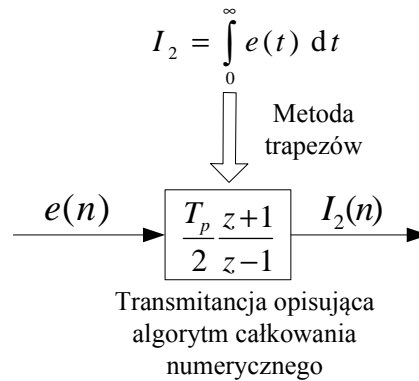 I₂ = ∫₀^∞ e(t) dt
Metoda
trapezów
e(n)
T_p/2 z+1/z−1
I₂(n)
Transmitancja opisująca
algorytm całkowania
numerycznego